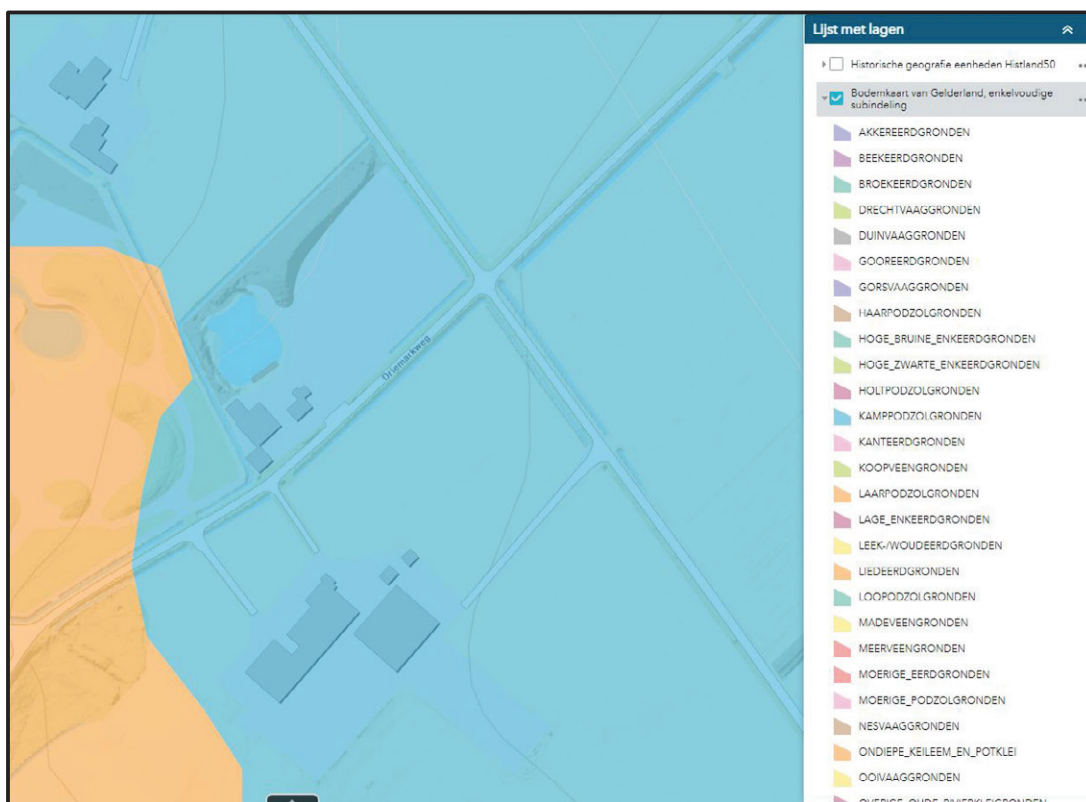 Lijst met lagen
Historische geografie eenheden Histland50
Bodemkaart van Gelderland, enkelvoudige
subindeling
AKKEREERDGRONDEN
BEEKEERDGRONDEN
BROEKEERDGRONDEN
DRECHTVAAGGRONDEN
DUINVAAGGRONDEN
GOOREERDGRONDEN
GORSVAAGGRONDEN
HAARPODZOLGRONDEN
HOGE_BRUINE_ENKEERDGRONDEN
HOGE_ZWARTE_ENKEERDGRONDEN
HOLTPODZOLGRONDEN
KAMPPODZOLGRONDEN
KANTEERDGRONDEN
KOOPVEENGRONDEN
LAARPODZOLGRONDEN
LAGE_ENKEERDGRONDEN
LEEK-/WOUDEERDGRONDEN
LIEDEERDGRONDEN
LOOPODZOLGRONDEN
MADEVEENGRONDEN
MEERVEENGRONDEN
MOERIGE_EERDGRONDEN
MOERIGE_PODZOLGRONDEN
NESVAAGGRONDEN
ONDIEPE_KEILEEM_EN_POTKLEI
OOIVAAGGRONDEN
OVERIGE_OUDE_RIVIERKLEIGRONDEN
Driemarkweg